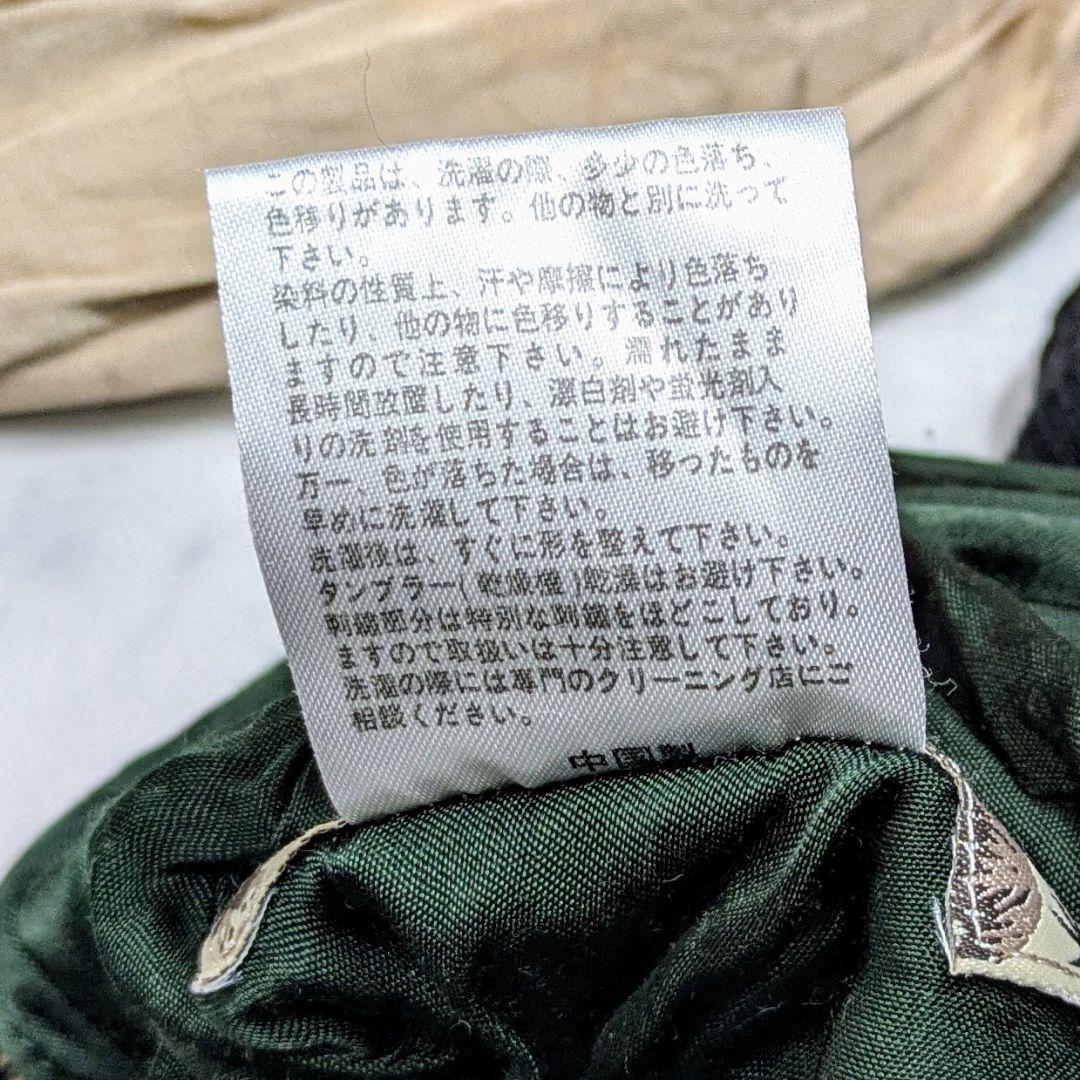 この製品は、洗濯の際、多少の色落ち、
色移りがあります。他の物と別に洗って
下さい。
染料の性質上、汗や摩擦により色落ち
したり、他の物に色移りすることがあり
ますので注意下さい。濡れたまま
長時間放置したり、漂白剤や蛍光剤入
りの洗剤を使用することはお避け下さい。
万一、色が落ちた場合は、移ったものを
早めに洗濯して下さい。
洗濯後は、すぐに形を整えて下さい。
タンブラー(乾燥機)乾燥はお避け下さい。
刺繍部分は特別な刺繍をほどこしており。
ますので取扱いは十分注意して下さい。
洗濯の際には専門のクリーニング店にご
相談ください。
中国製